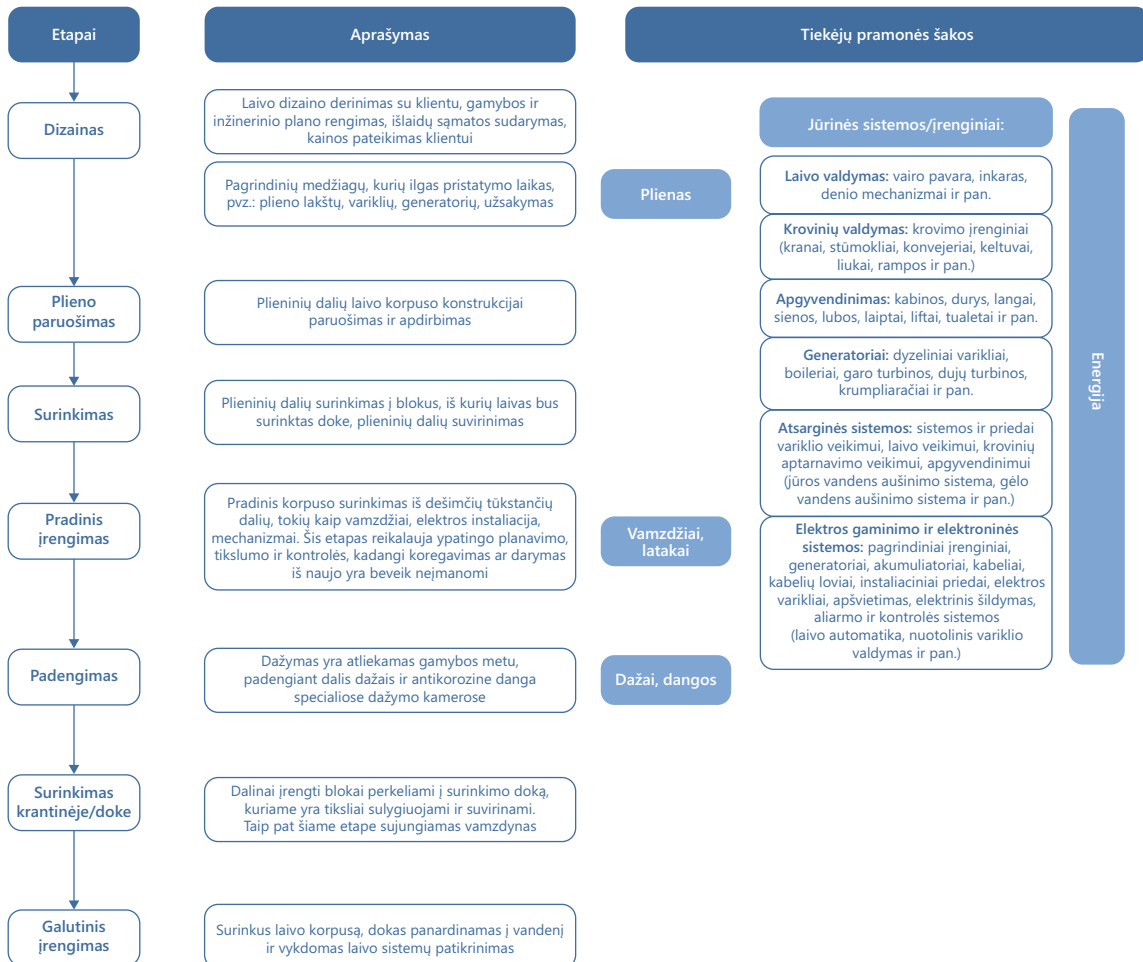 Etapai
Aprašymas
Tiekėjų pramonės šakos
Dizainas
Laivo dizaino derinimas su klientu, gamybos ir
inžinerinio plano rengimas, išlaidų sąmatos sudarymas,
kainos pateikimas klientui
Pagrindinių medžiagų, kurių ilgas pristatymo laikas,
pvz.: plieno lakštų, variklių, generatorių, užsakymas
Plienas
Plieno
paruošimas
Plieninių dalių laivo korpuso konstrukcijai
paruošimas ir apdirbimas
Surinkimas
Plieninių dalių surinkimas į blokus, iš kurių laivas bus
surinktas doke, plieninių dalių suvirinimas
Pradinis
įrengimas
Pradinis korpuso surinkimas iš dešimčių tūkstančių
dalių, tokių kaip vamzdžiai, elektros instaliacija,
mechanizmai. Šis etapas reikalauja ypatingo planavimo,
tikslumo ir kontrolės, kadangi koregavimas ar darymas
iš naujo yra beveik neįmanomi
Vamzdžiai,
latakai
Padengimas
Dažymas yra atliekamas gamybos metu,
padengiant dalis dažais ir antikorozine danga
specialiose dažymo kamerose
Dažai, dangos
Surinkimas
krantinėje/doke
Dalinai įrengti blokai perkeliami į surinkimo doką,
kuriame yra tiksliai sulygiuojami ir suvirinami.
Taip pat šiame etape sujungiamas vamzdynas
Galutinis
įrengimas
Surinkus laivo korpusą, dokas panardinamas į vandenį
ir vykdomas laivo sistemų patikrinimas
Jūrinės sistemos/įrenginiai:
Laivo valdymas: vairo pavara, inkaras,
denio mechanizmai ir pan.
Krovinių valdymas: krovimo įrenginiai
(kranai, stūmokliai, konvejeriai, keltuvai,
liukai, rampos ir pan.)
Apgyvendinimas: kabinos, durys, langai,
sienos, lubos, laiptai, liftai, tualetai ir pan.
Generatoriai: dyzeliniai varikliai,
boileriai, garo turbinos, dujų turbinos,
krumpliaračiai ir pan.
Atsarginės sistemos: sistemos ir priedai
variklio veikimui, laivo veikimui, krovinių
aptarnavimo veikimui, apgyvendinimui
(jūros vandens aušinimo sistema, gėlo
vandens aušinimo sistema ir pan.)
Elektros gaminimo ir elektroninės
sistemos: pagrindiniai įrenginiai,
generatoriai, akumuliatoriai, kabeliai,
kabelių loviai, instaliaciniai priedai, elektros
varikliai, apšvietimas, elektrinis šildymas,
aliarmo ir kontrolės sistemos
(laivo automatika, nuotolinis variklio
valdymas ir pan.)
Energija